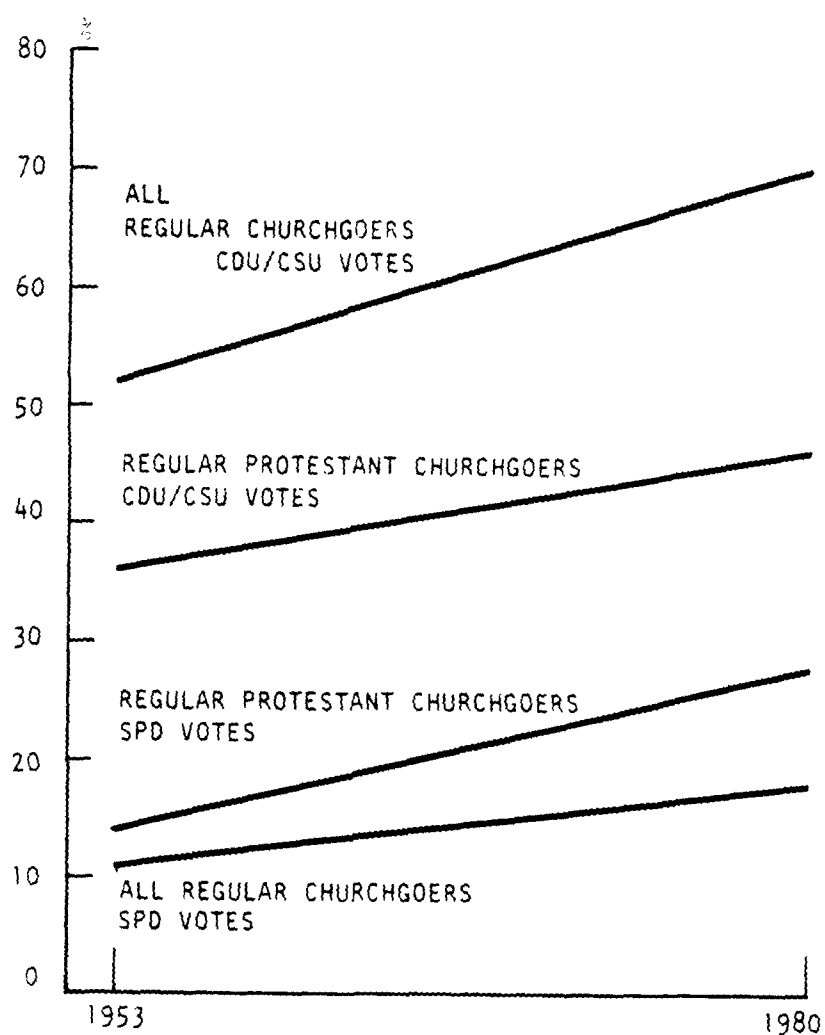 %
80
70
ALL
REGULAR CHURCHGOERS
CDU/CSU VOTES
60
50
REGULAR PROTESTANT CHURCHGOERS
CDU/CSU VOTES
40
30
REGULAR PROTESTANT CHURCHGOERS
SPD VOTES
20
10
ALL REGULAR CHURCHGOERS
SPD VOTES
0
1953
1980